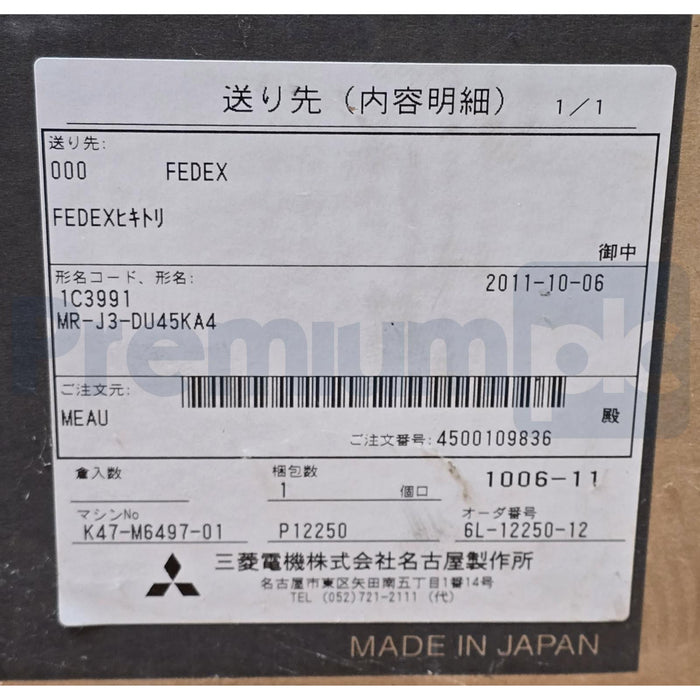 送り先（内容明細） 1／1
送り先:
000 FEDEX
FEDEXﾋｷﾄﾘ
御中
形名コード、形名: 2011-10-06
1C3991
MR-J3-DU45KA4
ご注文元:
MEAU 殿
ご注文番号: 4500109836
倉入数 梱包数 1006-11
1 個口
マシンNo オーダ番号
K47-M6497-01 P12250 6L-12250-12
三菱電機株式会社名古屋製作所
名古屋市東区矢田南五丁目1番14号
TEL (052)721-2111 (代)
MADE IN JAPAN
Premium pk